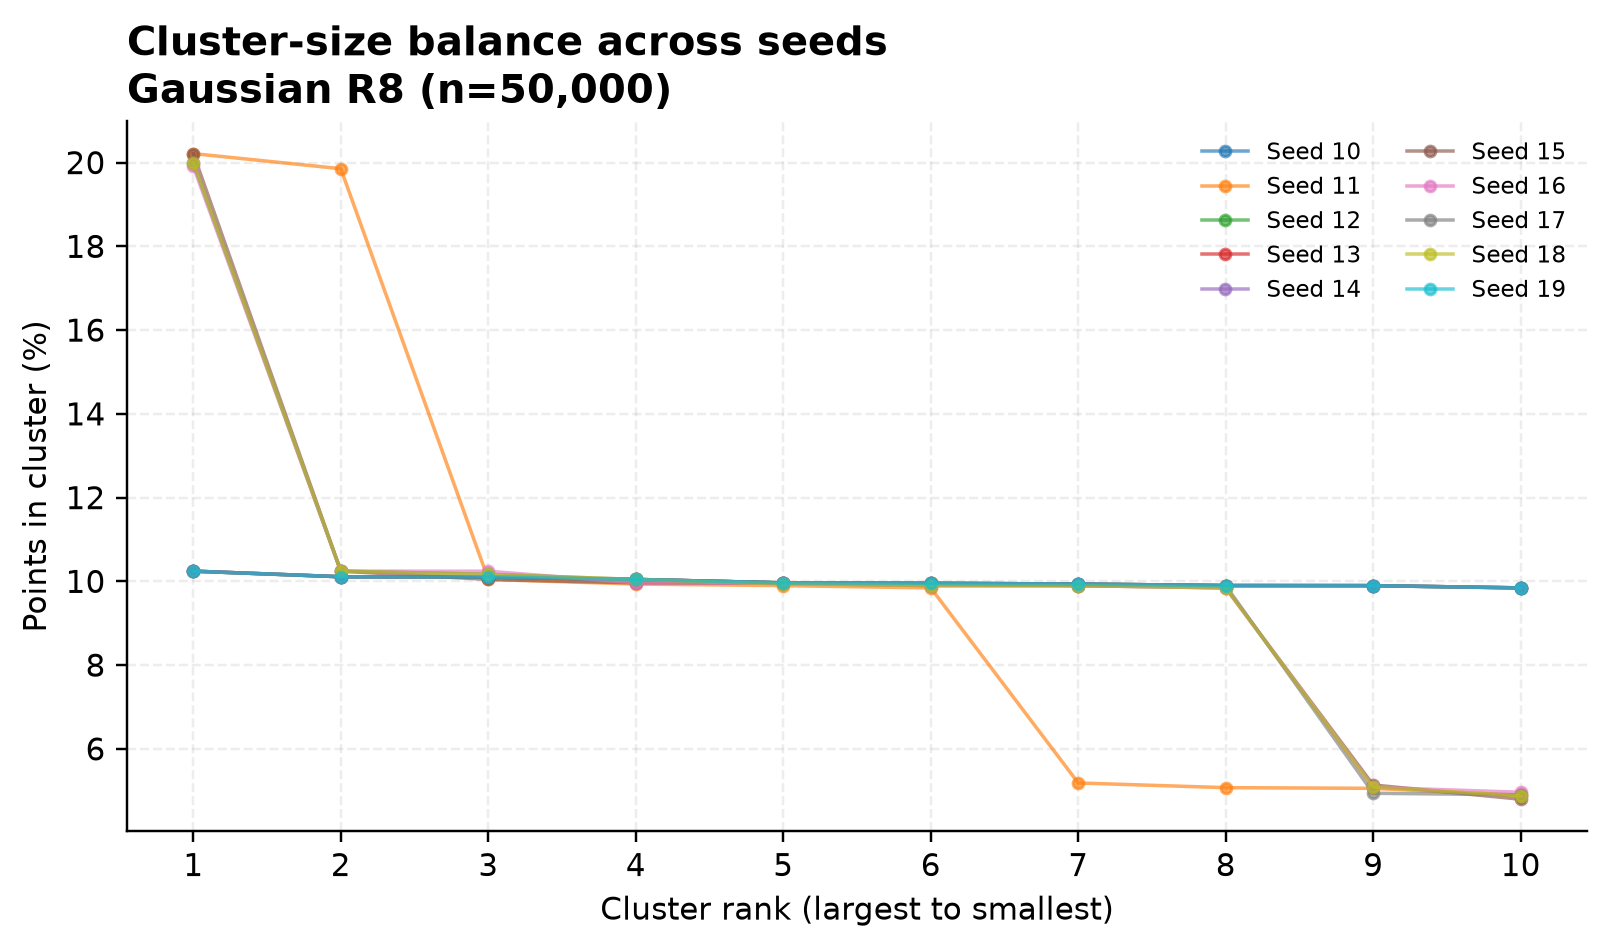 Cluster-size balance across seeds
Gaussian R8 (n=50,000)
Points in cluster (%)
20
18
16
14
12
10
8
6
Seed 10
Seed 11
Seed 12
Seed 13
Seed 14
Seed 15
Seed 16
Seed 17
Seed 18
Seed 19
1 2 3 4 5 6 7 8 9 10
Cluster rank (largest to smallest)